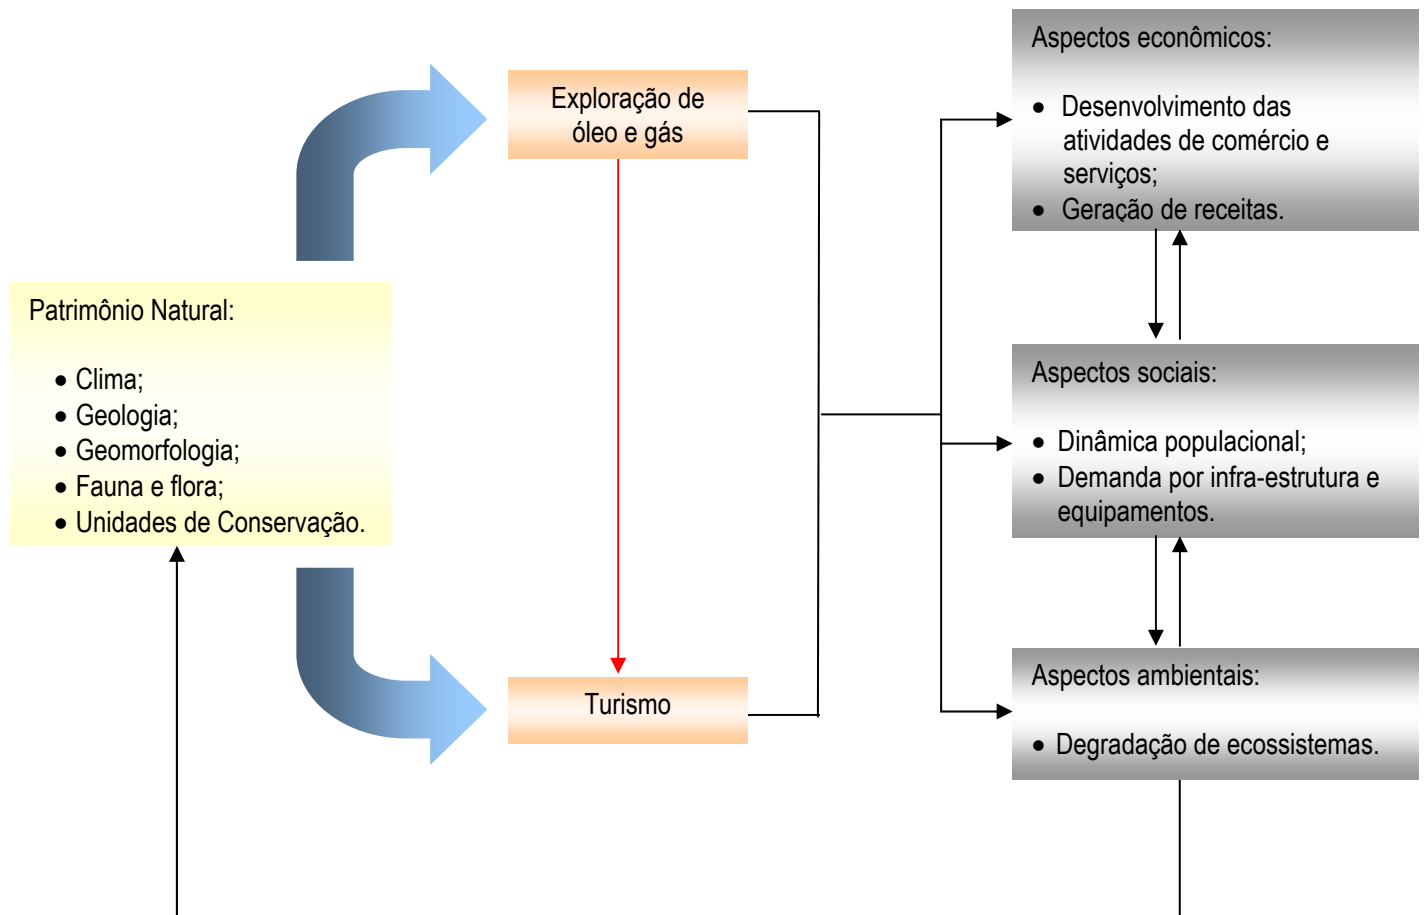 Patrimônio Natural:
• Clima;
• Geologia;
• Geomorfologia;
• Fauna e flora;
• Unidades de Conservação.
Exploração de
óleo e gás
Turismo
Aspectos econômicos:
• Desenvolvimento das
atividades de comércio e
serviços;
• Geração de receitas.
Aspectos sociais:
• Dinâmica populacional;
• Demanda por infra-estrutura e
equipamentos.
Aspectos ambientais:
• Degradação de ecossistemas.